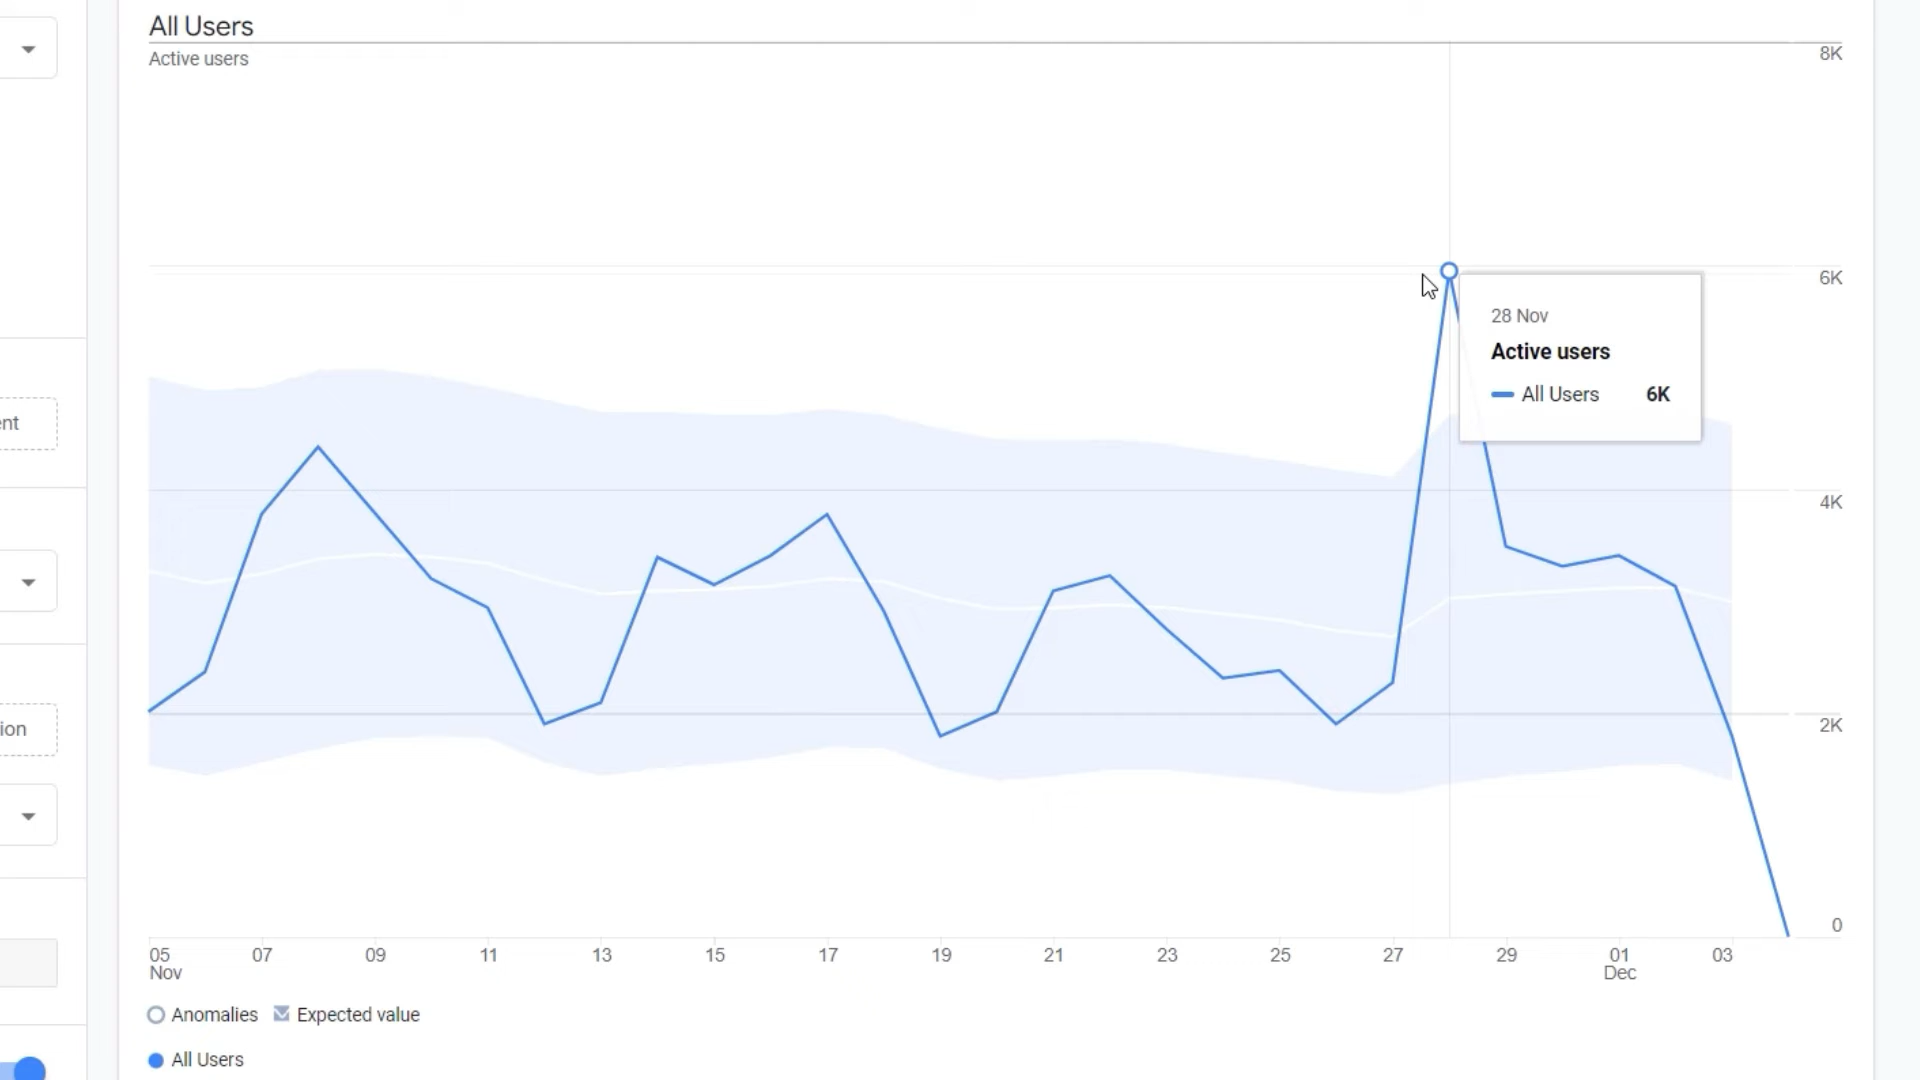 All Users
Active users
8K
6K
28 Nov
Active users
All Users 6K
ent
4K
ion
2K
0
05 07 09 11 13 15 17 19 21 23 25 27 29 01 03
Nov Dec
Anomalies Expected value
All Users